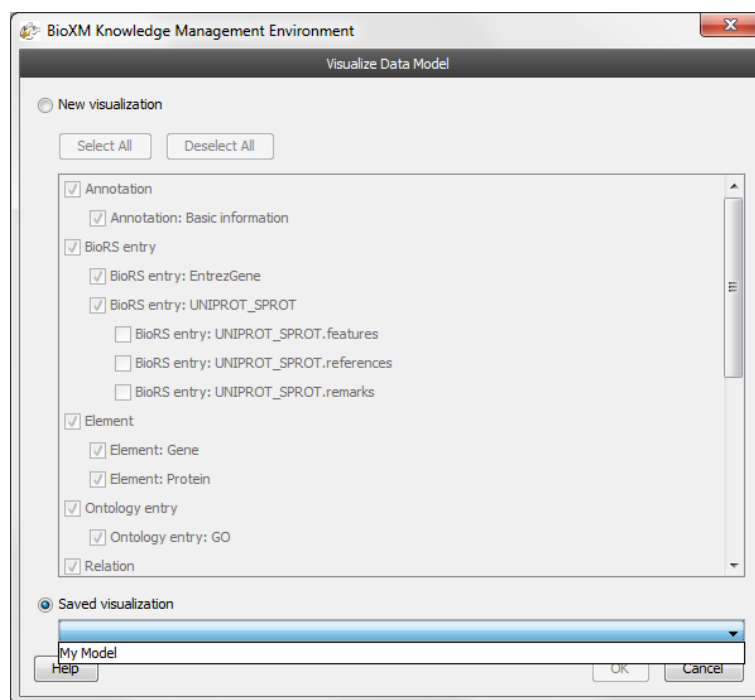 BioXM Knowledge Management Environment
Visualize Data Model
New visualization
Select All Deselect All
Annotation
Annotation: Basic information
BioRS entry
BioRS entry: EntrezGene
BioRS entry: UNIPROT_SPROT
BioRS entry: UNIPROT_SPROT.features
BioRS entry: UNIPROT_SPROT.references
BioRS entry: UNIPROT_SPROT.remarks
Element
Element: Gene
Element: Protein
Ontology entry
Ontology entry: GO
Relation
Saved visualization
My Model
Help OK Cancel